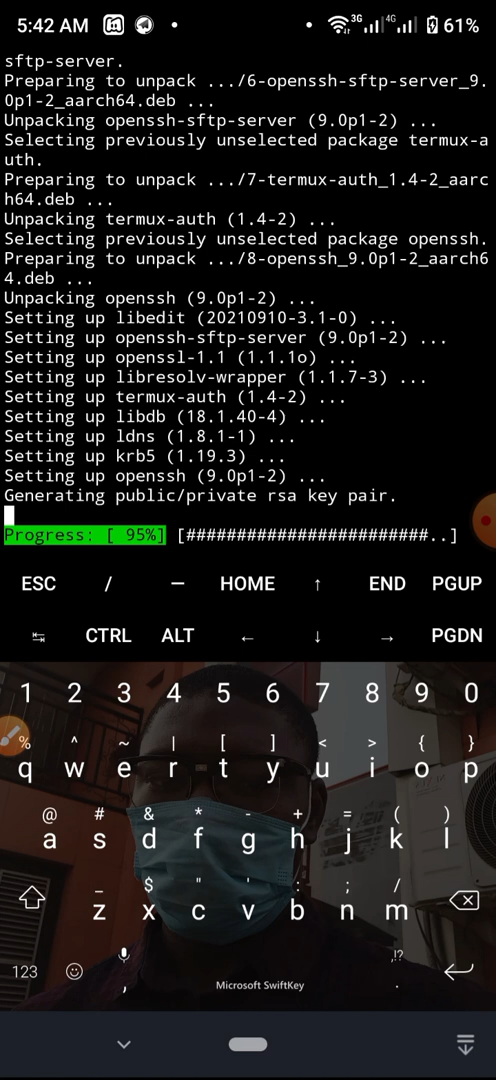 5:42 AM 3G 4G 61%
sftp-server.
Preparing to unpack .../6-openssh-sftp-server_9.
0p1-2_aarch64.deb ...
Unpacking openssh-sftp-server (9.0p1-2) ...
Selecting previously unselected package termux-a
uth.
Preparing to unpack .../7-termux-auth_1.4-2_aarc
h64.deb ...
Unpacking termux-auth (1.4-2) ...
Selecting previously unselected package openssh.
Preparing to unpack .../8-openssh_9.0p1-2_aarch6
4.deb ...
Unpacking openssh (9.0p1-2) ...
Setting up libedit (20210910-3.1-0) ...
Setting up openssh-sftp-server (9.0p1-2) ...
Setting up openssl-1.1 (1.1.1o) ...
Setting up libresolv-wrapper (1.1.7-3) ...
Setting up termux-auth (1.4-2) ...
Setting up libdb (18.1.40-4) ...
Setting up ldns (1.8.1-1) ...
Setting up krb5 (1.19.3) ...
Setting up openssh (9.0p1-2) ...
Generating public/private rsa key pair.
Progress: [ 95%] [########################..]
ESC / — HOME ↑ END PGUP
↹ CTRL ALT ← ↓ → PGDN
1 2 3 4 5 6 7 8 9 0
% ^ ~ | [ ] < > { }
q w e r t y u i o p
@ # & * - + = ( )
a s d f g h j k l
_ $ " ' : ; /
z x c v b n m
,!?
123 , Microsoft SwiftKey .